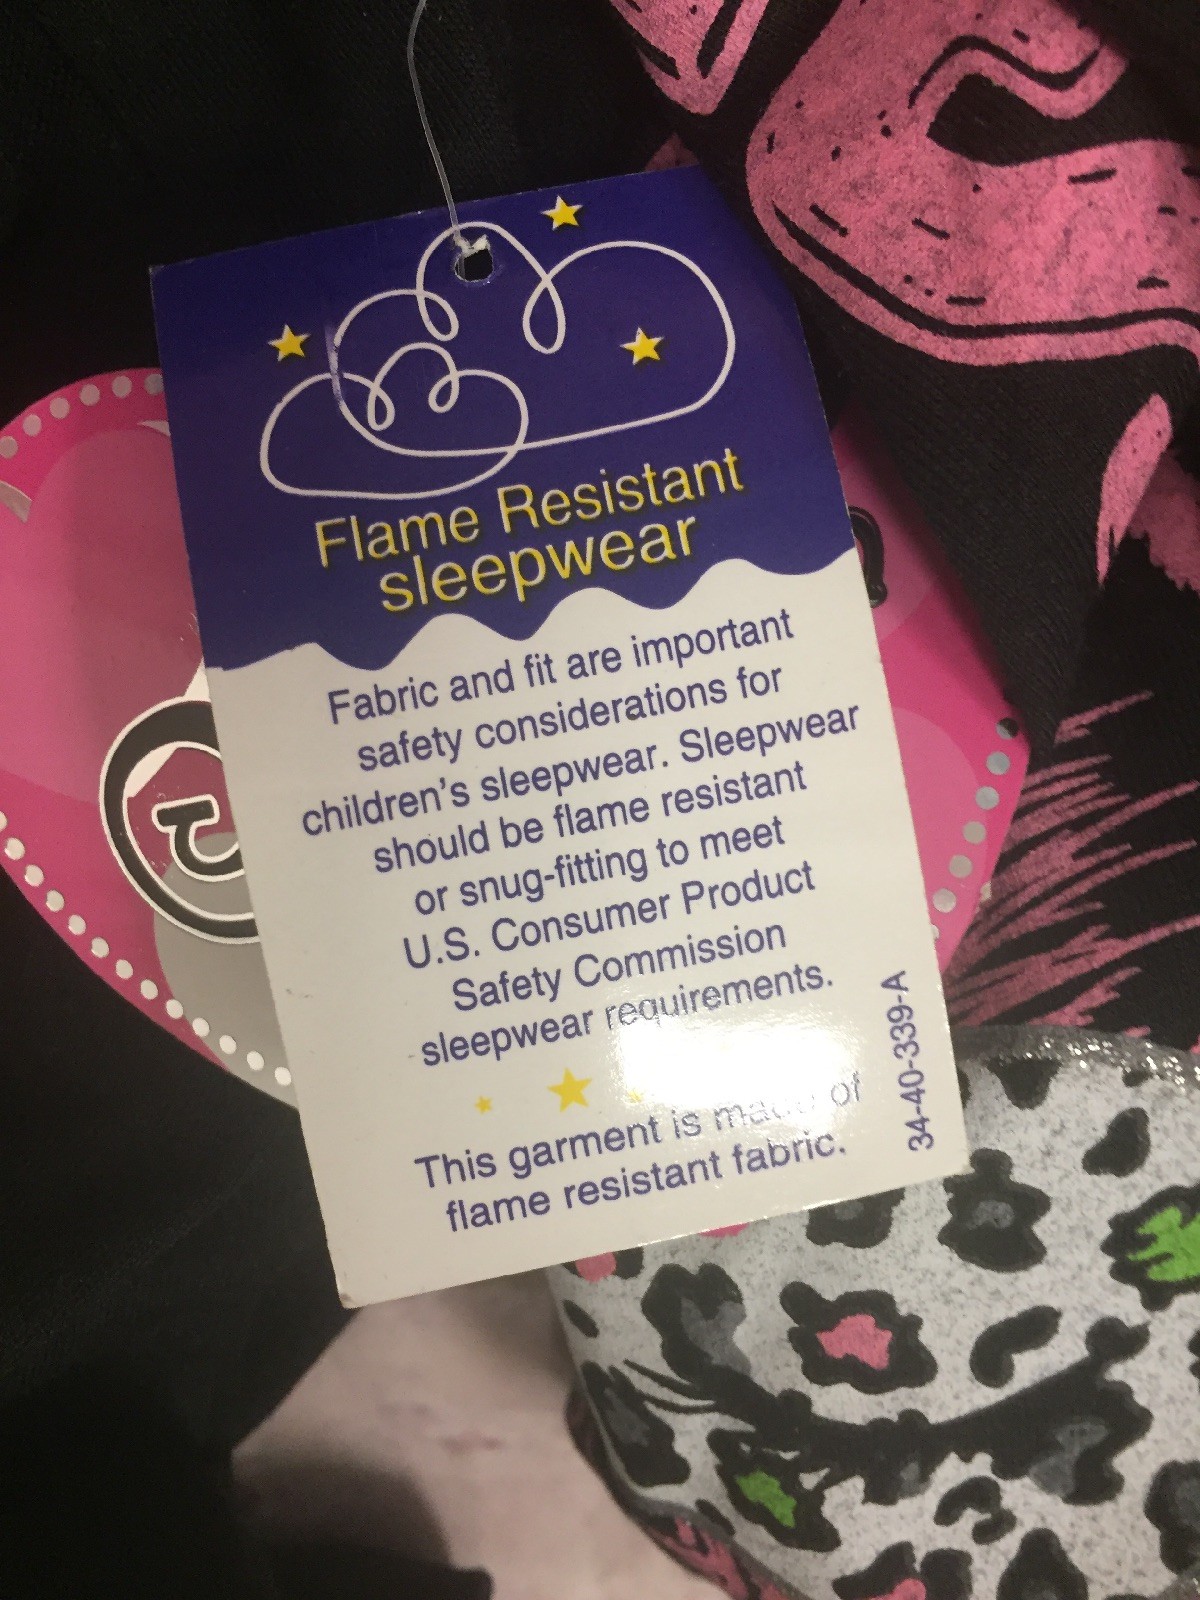 Flame Resistant
sleepwear
Fabric and fit are important
safety considerations for
children's sleepwear. Sleepwear
should be flame resistant
or snug-fitting to meet
U.S. Consumer Product
Safety Commission
sleepwear requirements.
This garment is made of
flame resistant fabric.
34-40-339-A